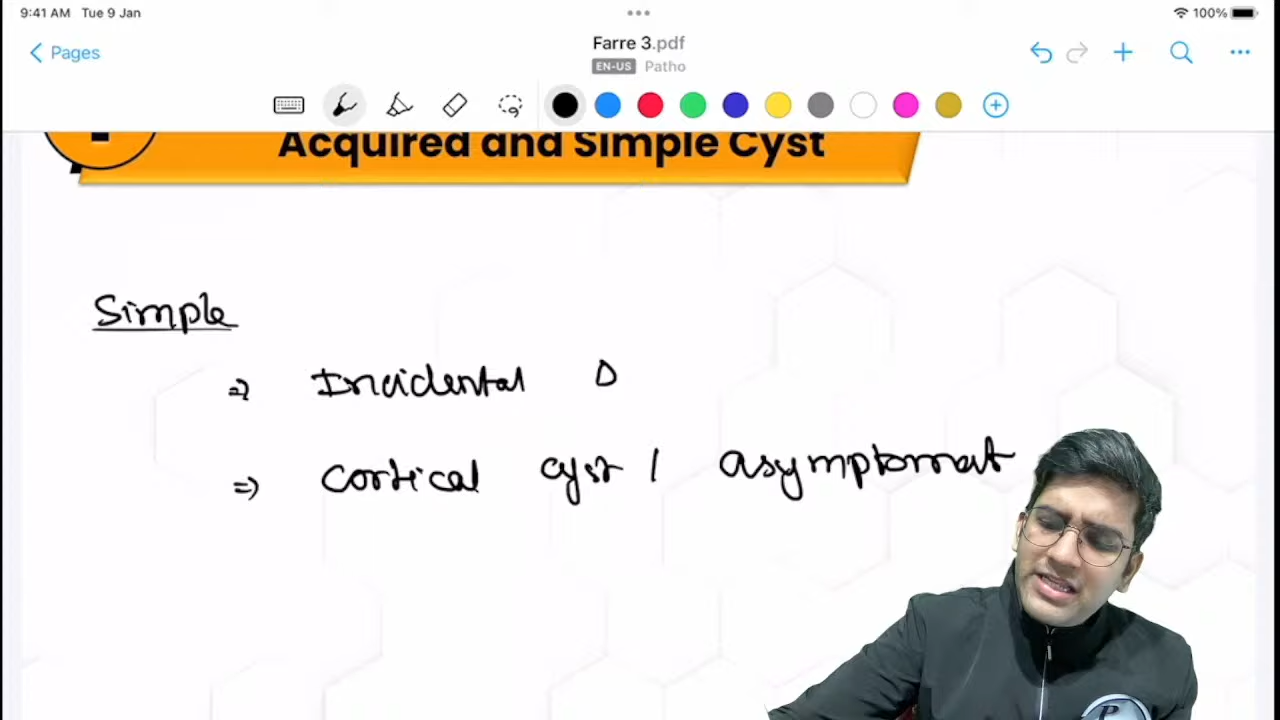 9:41 AM Tue 9 Jan
100%
Pages
Farre 3.pdf
EN-US Patho
Acquired and Simple Cyst
Simple
⇒ Incidental Δ
⇒ cortical cyst / asymptomat
P